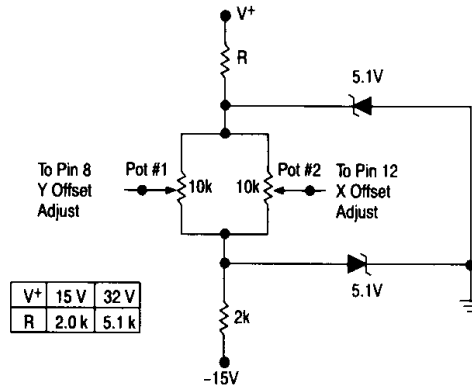 V+
R
5.1V
To Pin 8
Y Offset
Adjust
Pot #1
10k
10k
Pot #2
To Pin 12
X Offset
Adjust
5.1V
V+ 15 V 32 V
R 2.0 k 5.1 k
2k
–15V